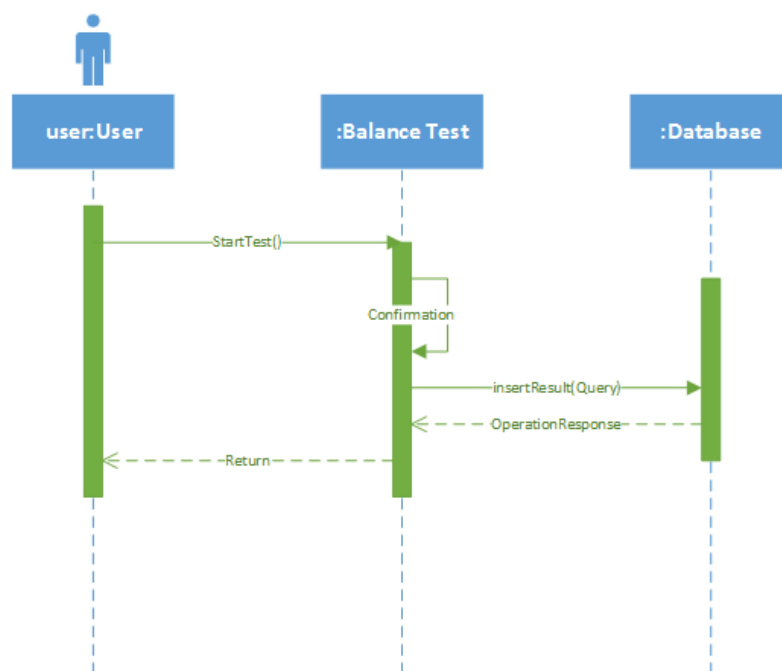 user:User
:Balance Test
:Database
StartTest()
Confirmation
insertResult(Query)
OperationResponse
Return